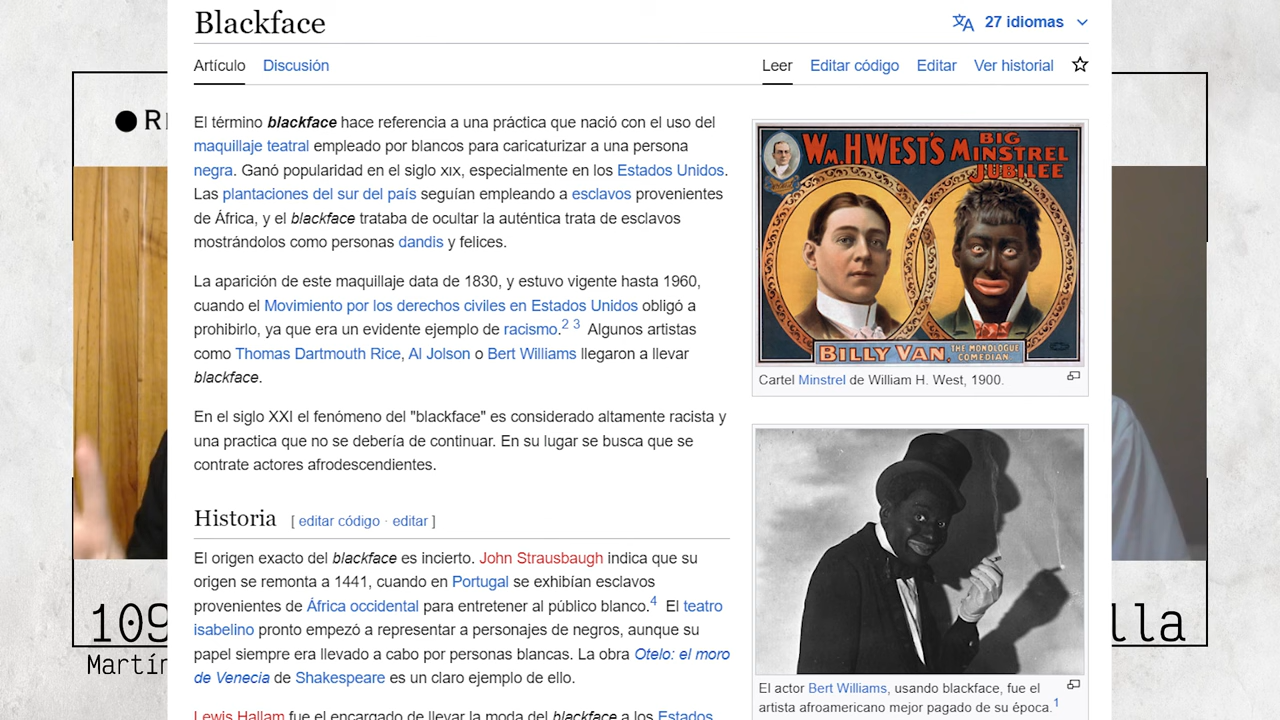 Blackface
27 idiomas
Artículo Discusión Leer Editar código Editar Ver historial
El término blackface hace referencia a una práctica que nació con el uso del
maquillaje teatral empleado por blancos para caricaturizar a una persona
negra. Ganó popularidad en el siglo XIX, especialmente en los Estados Unidos.
Las plantaciones del sur del país seguían empleando a esclavos provenientes
de África, y el blackface trataba de ocultar la auténtica trata de esclavos
mostrándolos como personas dandis y felices.
La aparición de este maquillaje data de 1830, y estuvo vigente hasta 1960,
cuando el Movimiento por los derechos civiles en Estados Unidos obligó a
prohibirlo, ya que era un evidente ejemplo de racismo.2 3 Algunos artistas
como Thomas Dartmouth Rice, Al Jolson o Bert Williams llegaron a llevar
blackface.
En el siglo XXI el fenómeno del "blackface" es considerado altamente racista y
una practica que no se debería de continuar. En su lugar se busca que se
contrate actores afrodescendientes.
Historia [ editar código · editar ]
El origen exacto del blackface es incierto. John Strausbaugh indica que su
origen se remonta a 1441, cuando en Portugal se exhibían esclavos
provenientes de África occidental para entretener al público blanco.4 El teatro
isabelino pronto empezó a representar a personajes de negros, aunque su
papel siempre era llevado a cabo por personas blancas. La obra Otelo: el moro
de Venecia de Shakespeare es un claro ejemplo de ello.
Lewis Hallam fue el encargado de llevar la moda del blackface a los Estados
WM. H. WEST'S BIG
MINSTREL
JUBILEE
BILLY VAN, THE MONOLOGUE
COMEDIAN
Cartel Minstrel de William H. West, 1900.
El actor Bert Williams, usando blackface, fue el
artista afroamericano mejor pagado de su época.1
109
Martín
lla